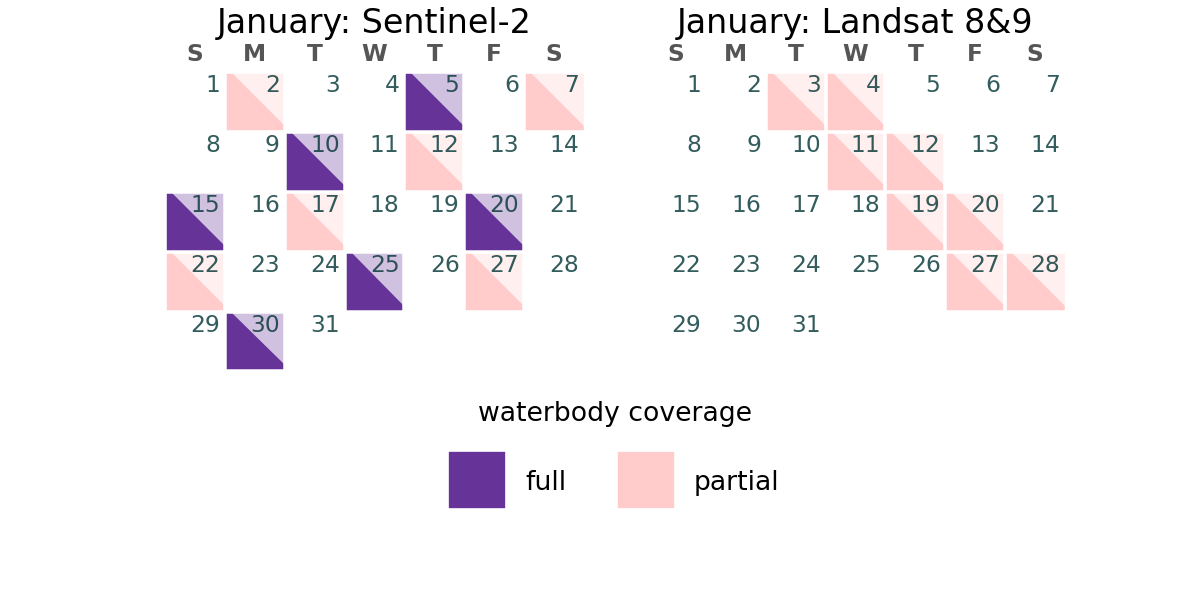 January: Sentinel-2
S M T W T F S
1 2 3 4 5 6 7
8 9 10 11 12 13 14
15 16 17 18 19 20 21
22 23 24 25 26 27 28
29 30 31
January: Landsat 8&9
S M T W T F S
1 2 3 4 5 6 7
8 9 10 11 12 13 14
15 16 17 18 19 20 21
22 23 24 25 26 27 28
29 30 31
waterbody coverage
full
partial